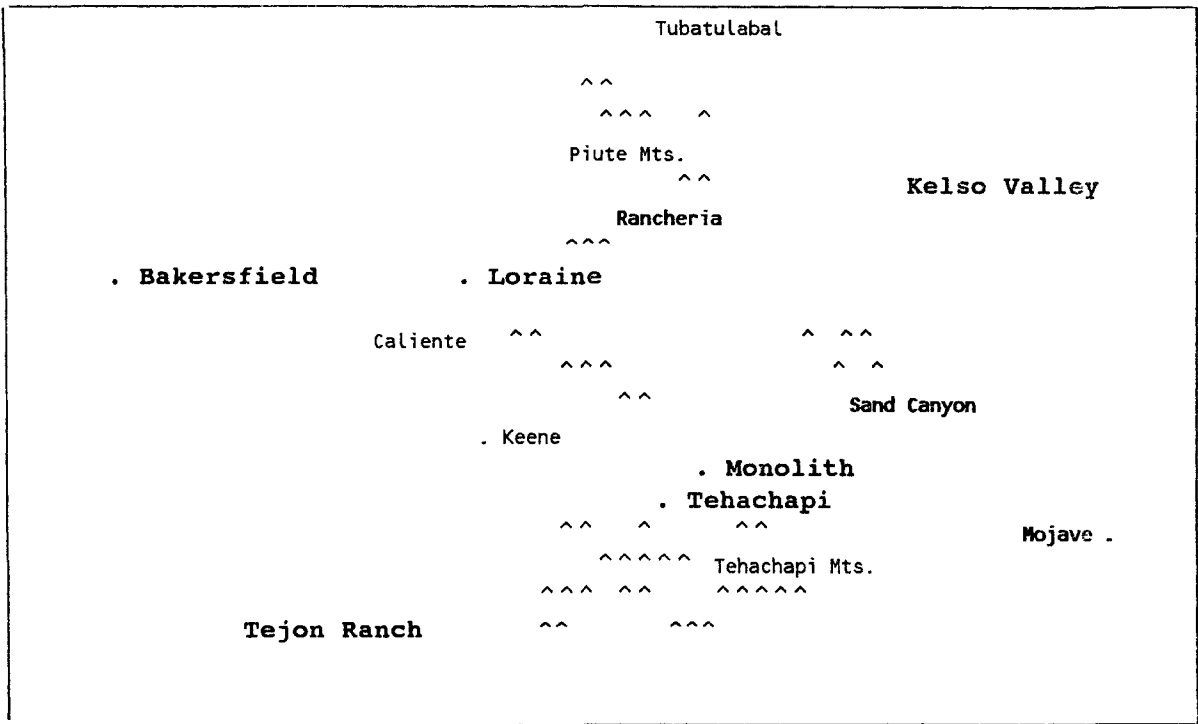 Tubatulabal
^ ^
^ ^ ^ ^
Piute Mts.
^ ^
Kelso Valley
Rancheria
^ ^ ^
. Bakersfield . Loraine
Caliente ^ ^ ^ ^ ^
^ ^ ^ ^ ^
^ ^
Sand Canyon
. Keene
. Monolith
. Tehachapi
^ ^ ^ ^ ^
Mojave .
^ ^ ^ ^ ^ Tehachapi Mts.
^ ^ ^ ^ ^ ^ ^ ^ ^ ^
Tejon Ranch ^ ^ ^ ^ ^